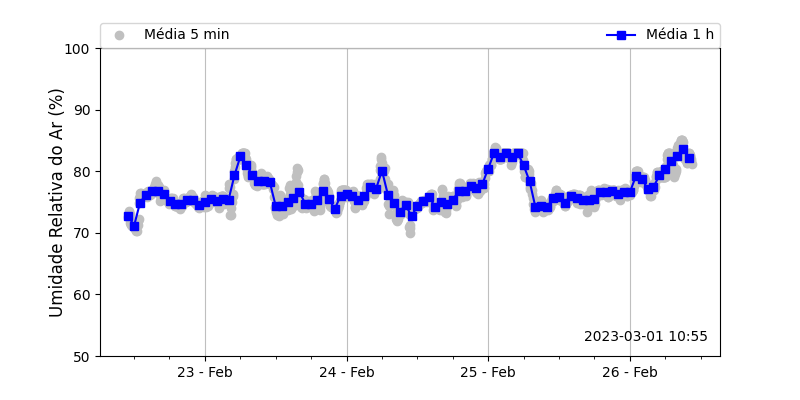 Média 5 min
Média 1 h
Umidade Relativa do Ar (%)
100
90
80
70
60
50
2023-03-01 10:55
23 - Feb
24 - Feb
25 - Feb
26 - Feb